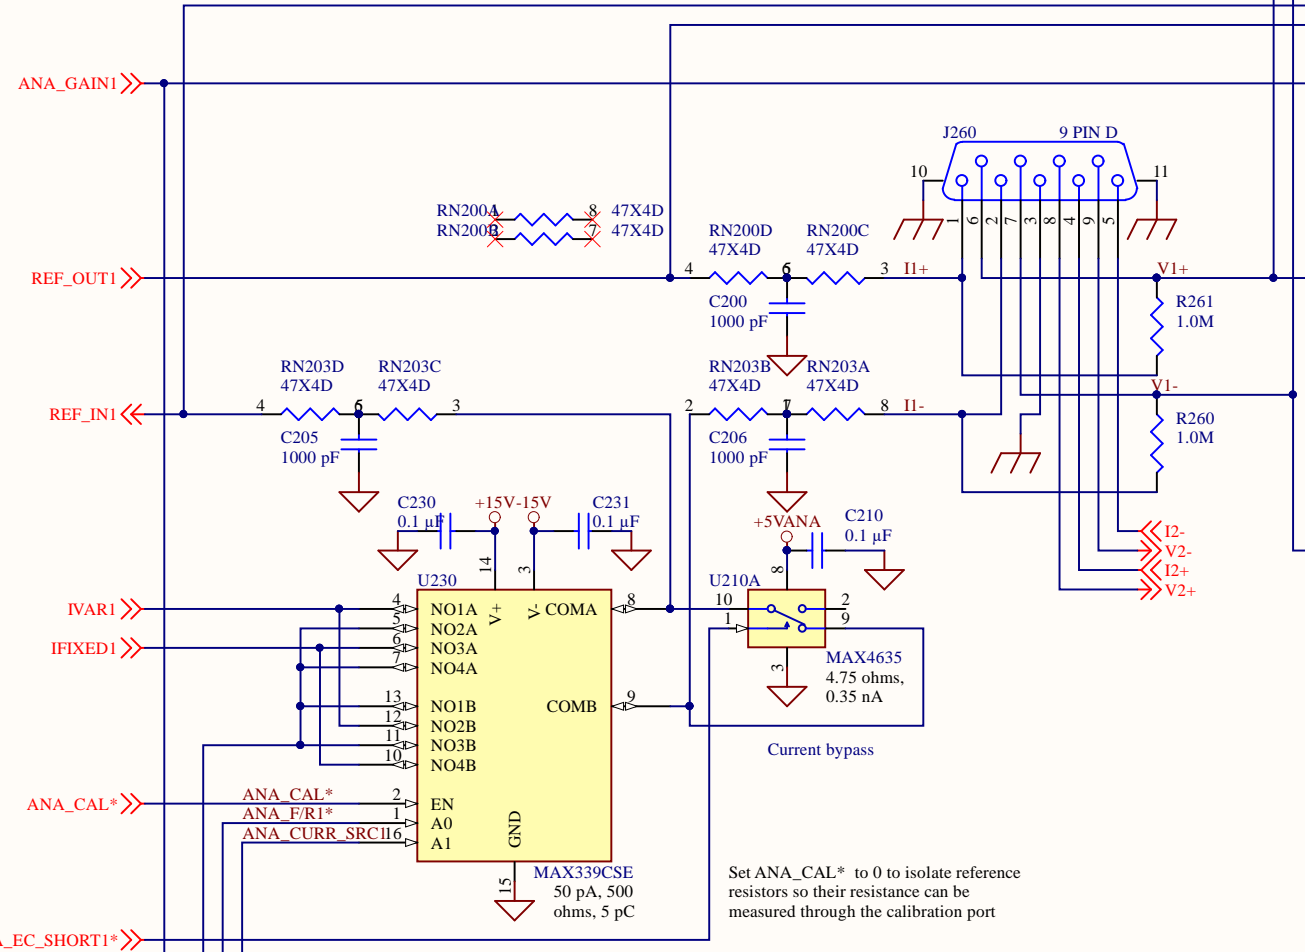 ANA_GAIN1
J260 9 PIN D
10 11
1 6 2 7 3 8 4 9 5
RN200A 8 47X4D
RN200B 7 47X4D
RN200D RN200C
47X4D 47X4D
REF_OUT1 4 3 I1+ V1+
C200
1000 pF
R261
1.0M
RN203D RN203C
47X4D 47X4D
RN203B RN203A
47X4D 47X4D
V1-
REF_IN1 4 3 2 8 I1-
C205
1000 pF
C206
1000 pF
R260
1.0M
C230
0.1 µF
+15V -15V
C231
0.1 µF
+5VANA
C210
0.1 µF
I2-
V2-
I2+
V2+
14 3 8
U230 U210A
IVAR1 4 NO1A V+ V- COMA 8 10 2
5 NO2A 1 9
IFIXED1 6 NO3A
7 NO4A 3
MAX4635
4.75 ohms,
0.35 nA
13 NO1B COMB 9
12 NO2B
11 NO3B
10 NO4B
Current bypass
ANA_CAL* ANA_CAL* 2 EN
ANA_F/R1* 1 A0
ANA_CURR_SRC1 16 A1
GND
15
MAX339CSE
50 pA, 500
ohms, 5 pC
Set ANA_CAL* to 0 to isolate reference
resistors so their resistance can be
measured through the calibration port
_EC_SHORT1*